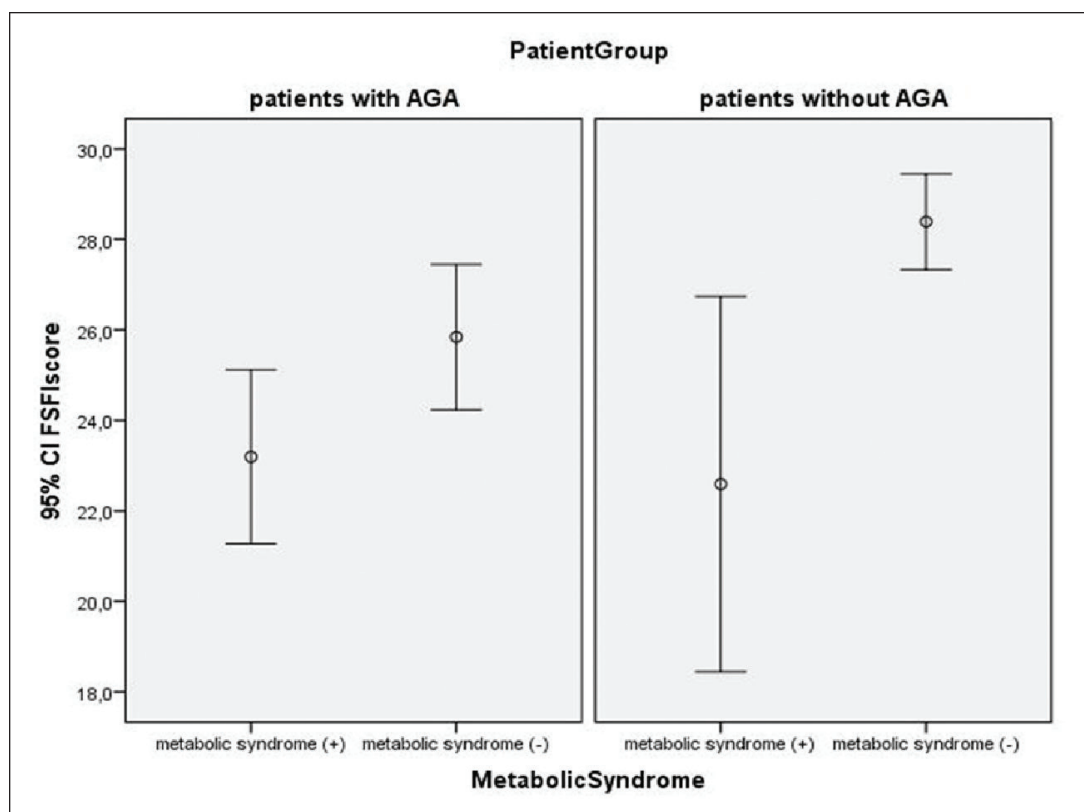 PatientGroup
patients with AGA
patients without AGA
30,0
28,0
26,0
24,0
22,0
20,0
18,0
95% CI FSFIscore
metabolic syndrome (+)
metabolic syndrome (-)
metabolic syndrome (+)
metabolic syndrome (-)
MetabolicSyndrome